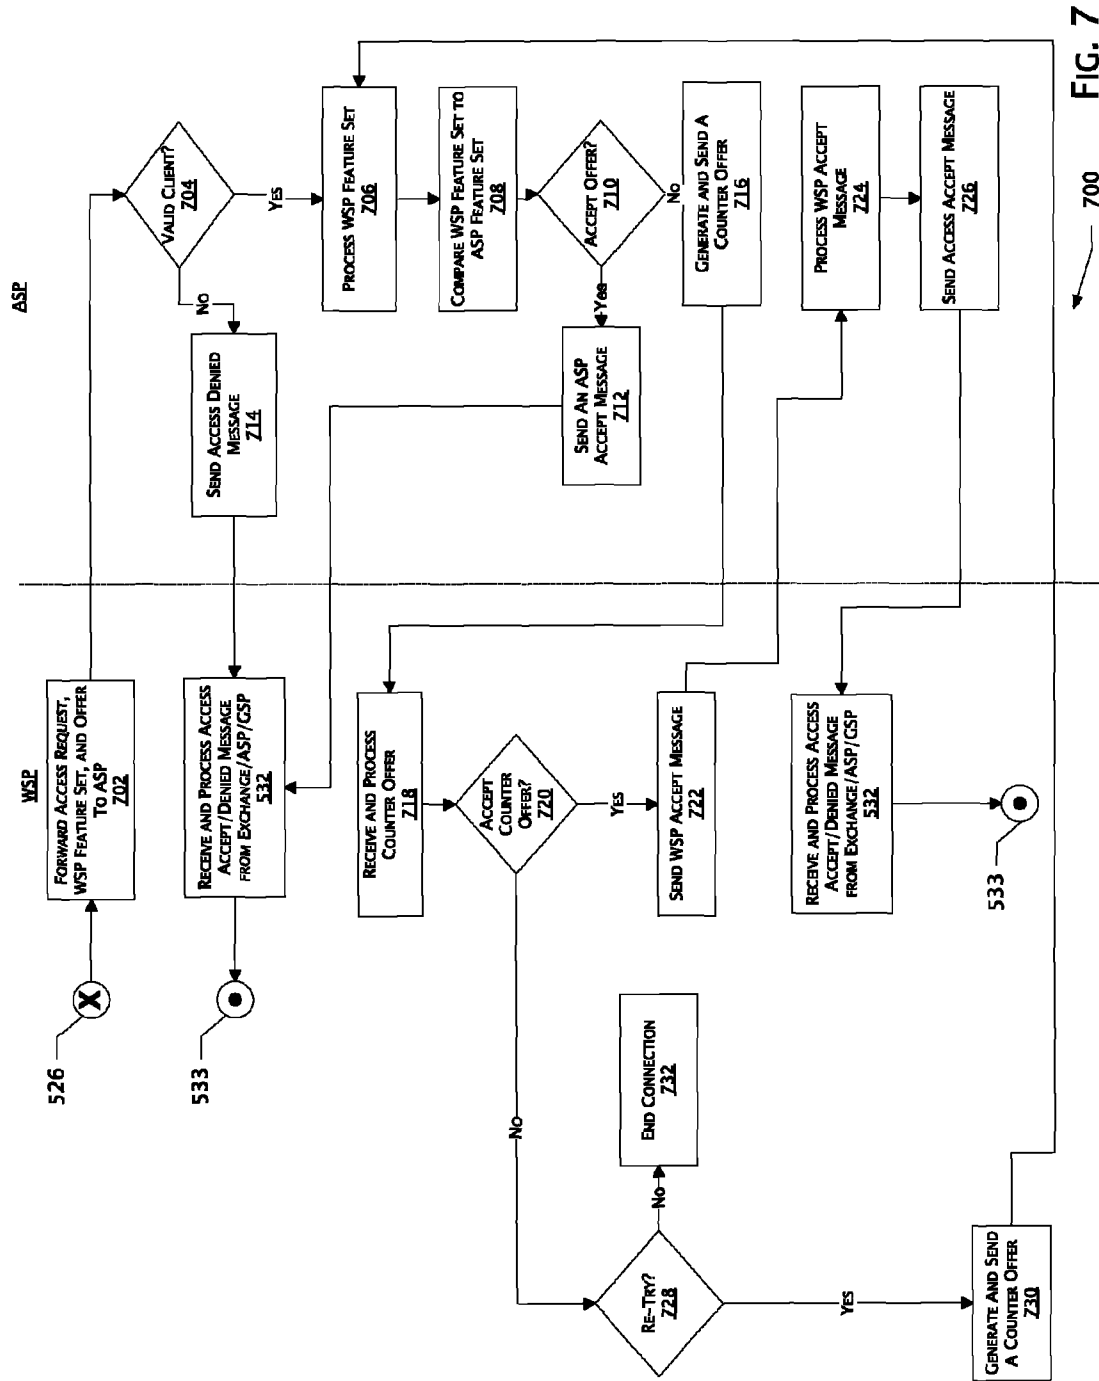 WSP
ASP
526
X
FORWARD ACCESS REQUEST,
WSP FEATURE SET, AND OFFER
TO ASP
702
VALID CLIENT?
704
NO
YES
SEND ACCESS DENIED
MESSAGE
714
RECEIVE AND PROCESS ACCESS
ACCEPT/DENIED MESSAGE
FROM EXCHANGE/ASP/GSP
532
533
PROCESS WSP FEATURE SET
706
COMPARE WSP FEATURE SET TO
ASP FEATURE SET
708
ACCEPT OFFER?
710
Yes
NO
SEND AN ASP
ACCEPT MESSAGE
712
GENERATE AND SEND A
COUNTER OFFER
716
RECEIVE AND PROCESS
COUNTER OFFER
718
ACCEPT
COUNTER
OFFER?
720
NO
YES
SEND WSP ACCEPT MESSAGE
722
PROCESS WSP ACCEPT
MESSAGE
724
SEND ACCESS ACCEPT MESSAGE
726
RECEIVE AND PROCESS ACCESS
ACCEPT/DENIED MESSAGE
FROM EXCHANGE/ASP/GSP
532
533
RE-TRY?
728
No
YES
END CONNECTION
732
GENERATE AND SEND
A COUNTER OFFER
730
700
FIG. 7